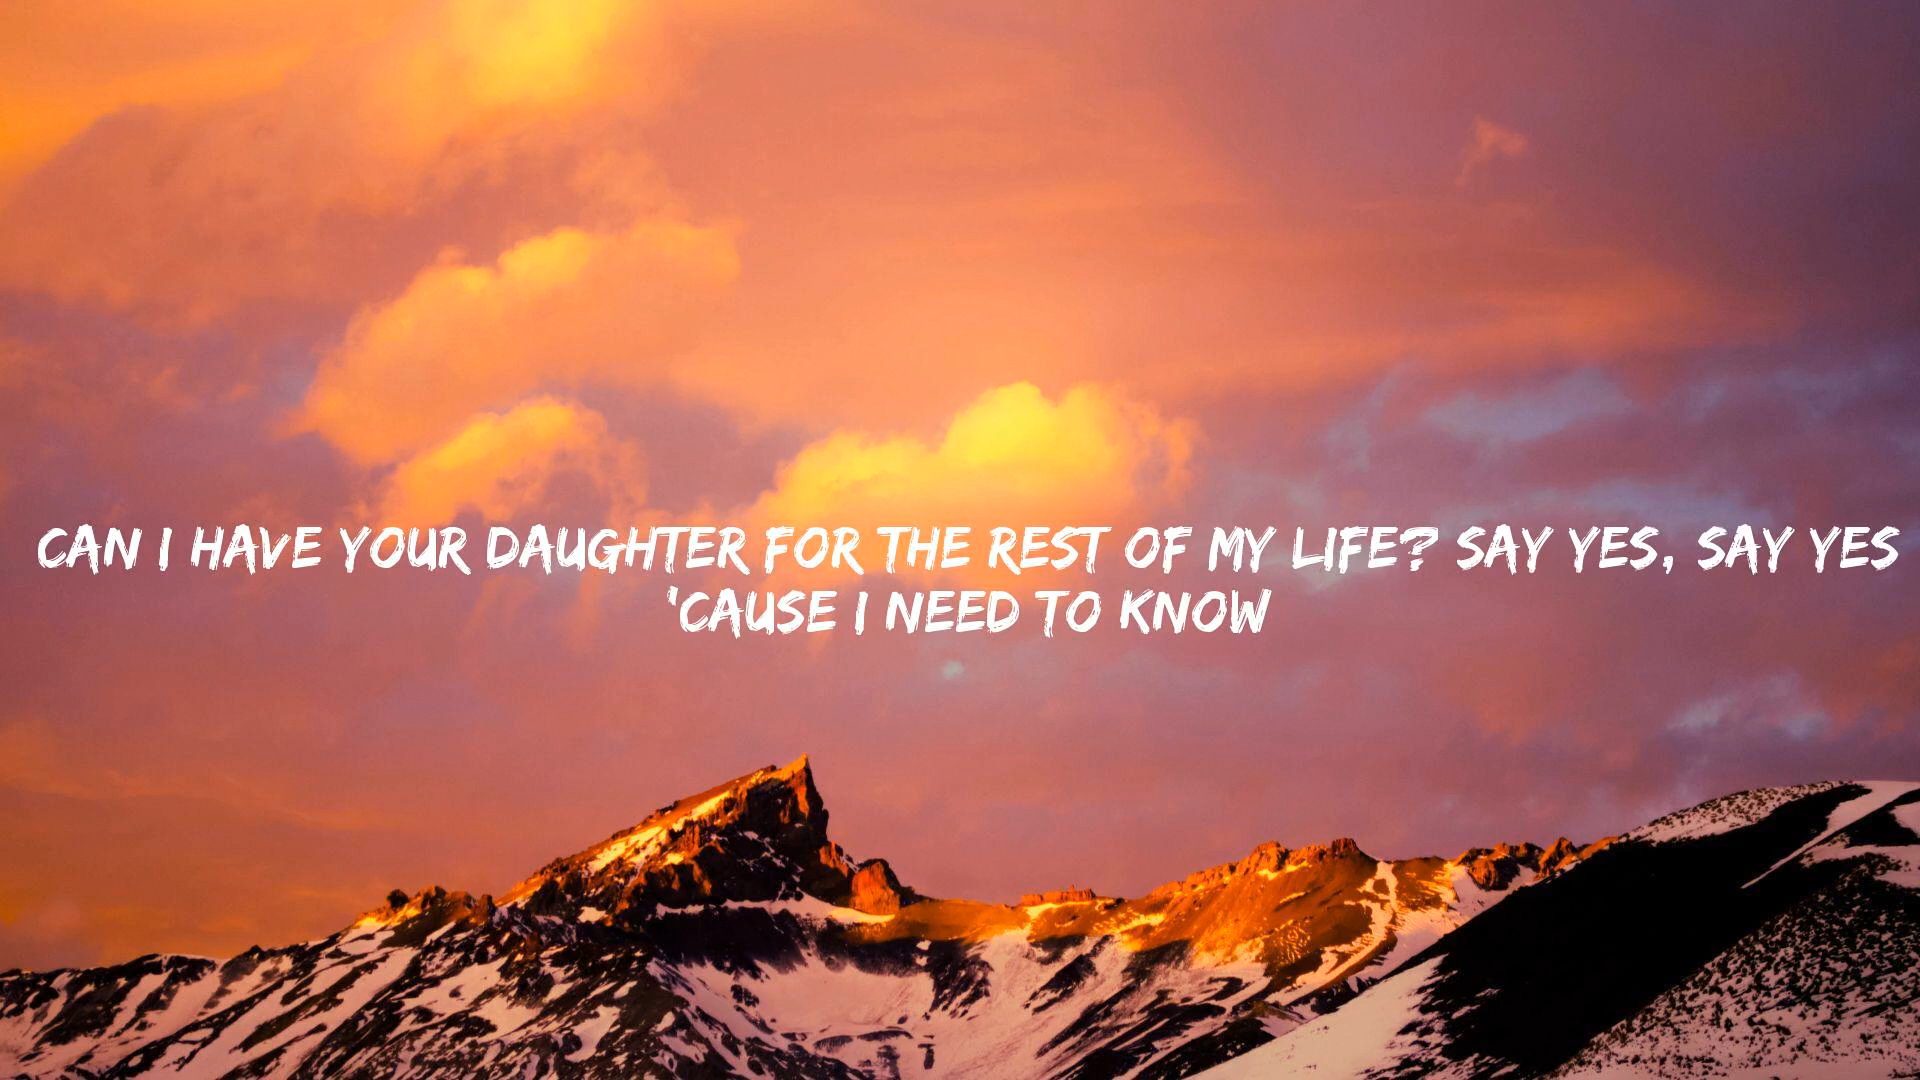 CAN I HAVE YOUR DAUGHTER FOR THE REST OF MY LIFE? SAY YES, SAY YES
'CAUSE I NEED TO KNOW